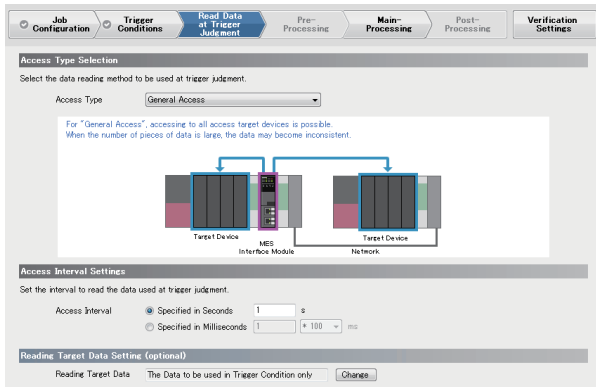 Job
Configuration
Trigger
Conditions
Read Data
at Trigger
Judgment
Pre-
Processing
Main-
Processing
Post-
Processing
Verification
Settings
Access Type Selection
Select the data reading method to be used at trigger judgment.
Access Type General Access
For "General Access", accessing to all access target devices is possible.
When the number of pieces of data is large, the data may become inconsistent.
Target Device
MES
Interface Module
Target Device
Network
Access Interval Settings
Set the interval to read the data used at trigger judgment.
Access Interval Specified in Seconds 1 s
Specified in Milliseconds 1 * 100 ms
Reading Target Data Setting (optional)
Reading Target Data The Data to be used in Trigger Condition only Change